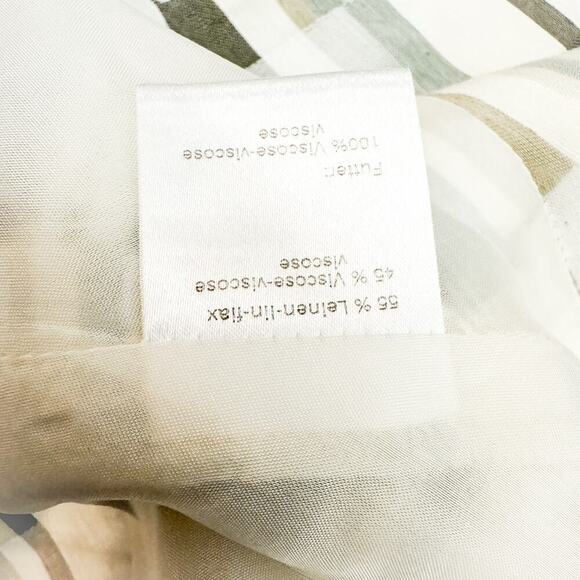 55 % Leinen-lin-flax
45 % Viscose-viscose
viscose
Futter:
100% Viscose-viscose
viscose